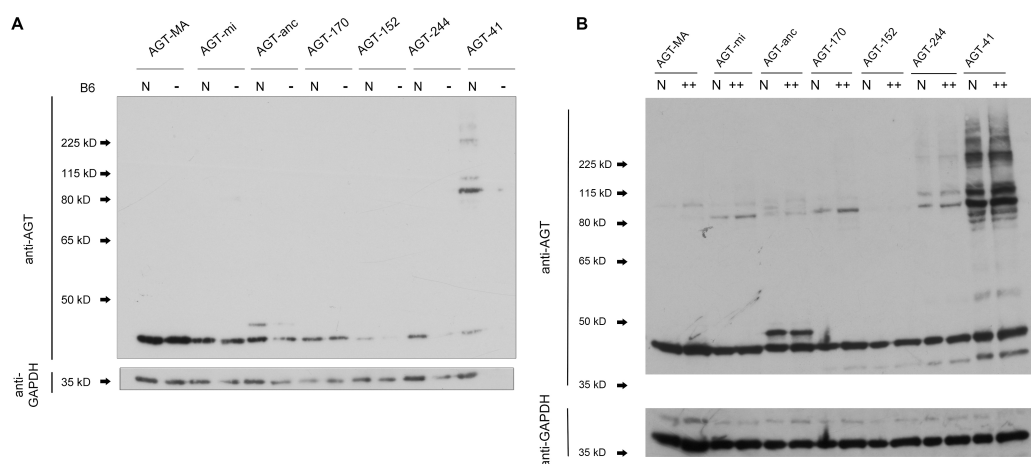 A
AGT-MA AGT-mi AGT-anc AGT-170 AGT-152 AGT-244 AGT-41
B6 N - N - N - N - N - N - N -
anti-AGT
225 kD
115 kD
80 kD
65 kD
50 kD
anti-
GAPDH
35 kD
B
AGT-MA AGT-mi AGT-anc AGT-170 AGT-152 AGT-244 AGT-41
N ++ N ++ N ++ N ++ N ++ N ++ N ++
anti-AGT
225 kD
115 kD
80 kD
65 kD
50 kD
35 kD
anti-GAPDH
35 kD